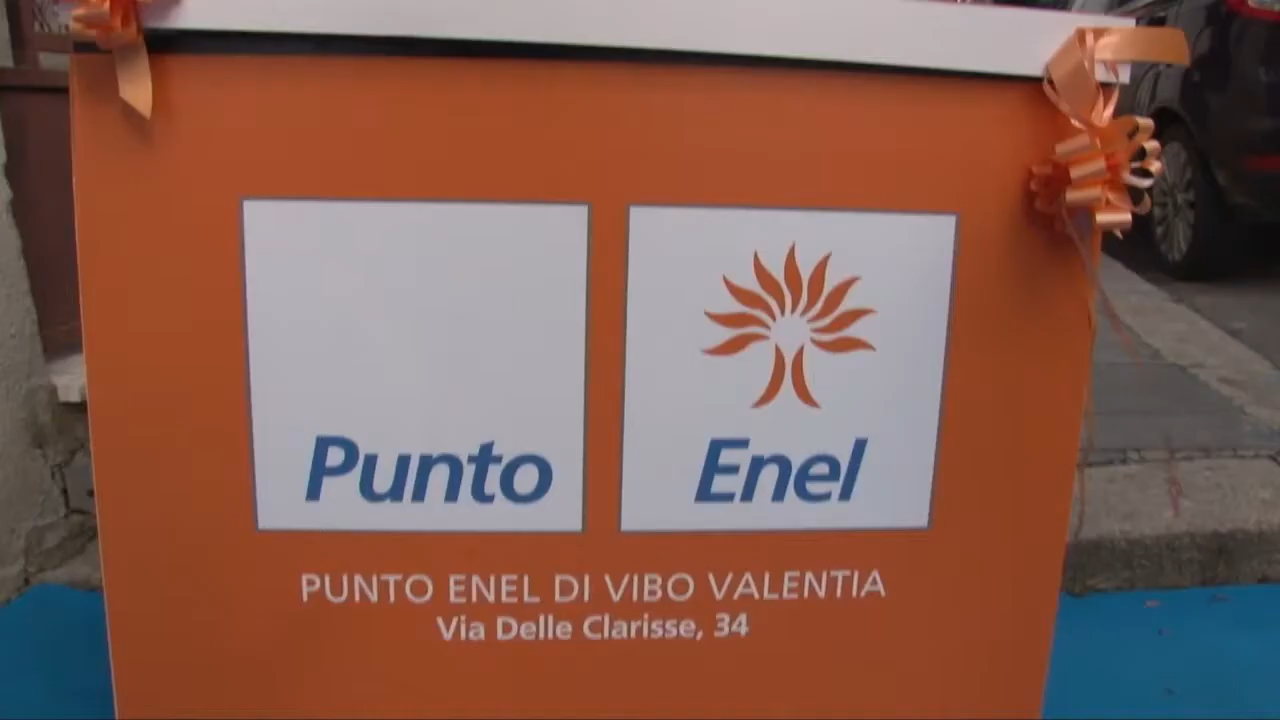 Punto
Enel
PUNTO ENEL DI VIBO VALENTIA
Via Delle Clarisse, 34